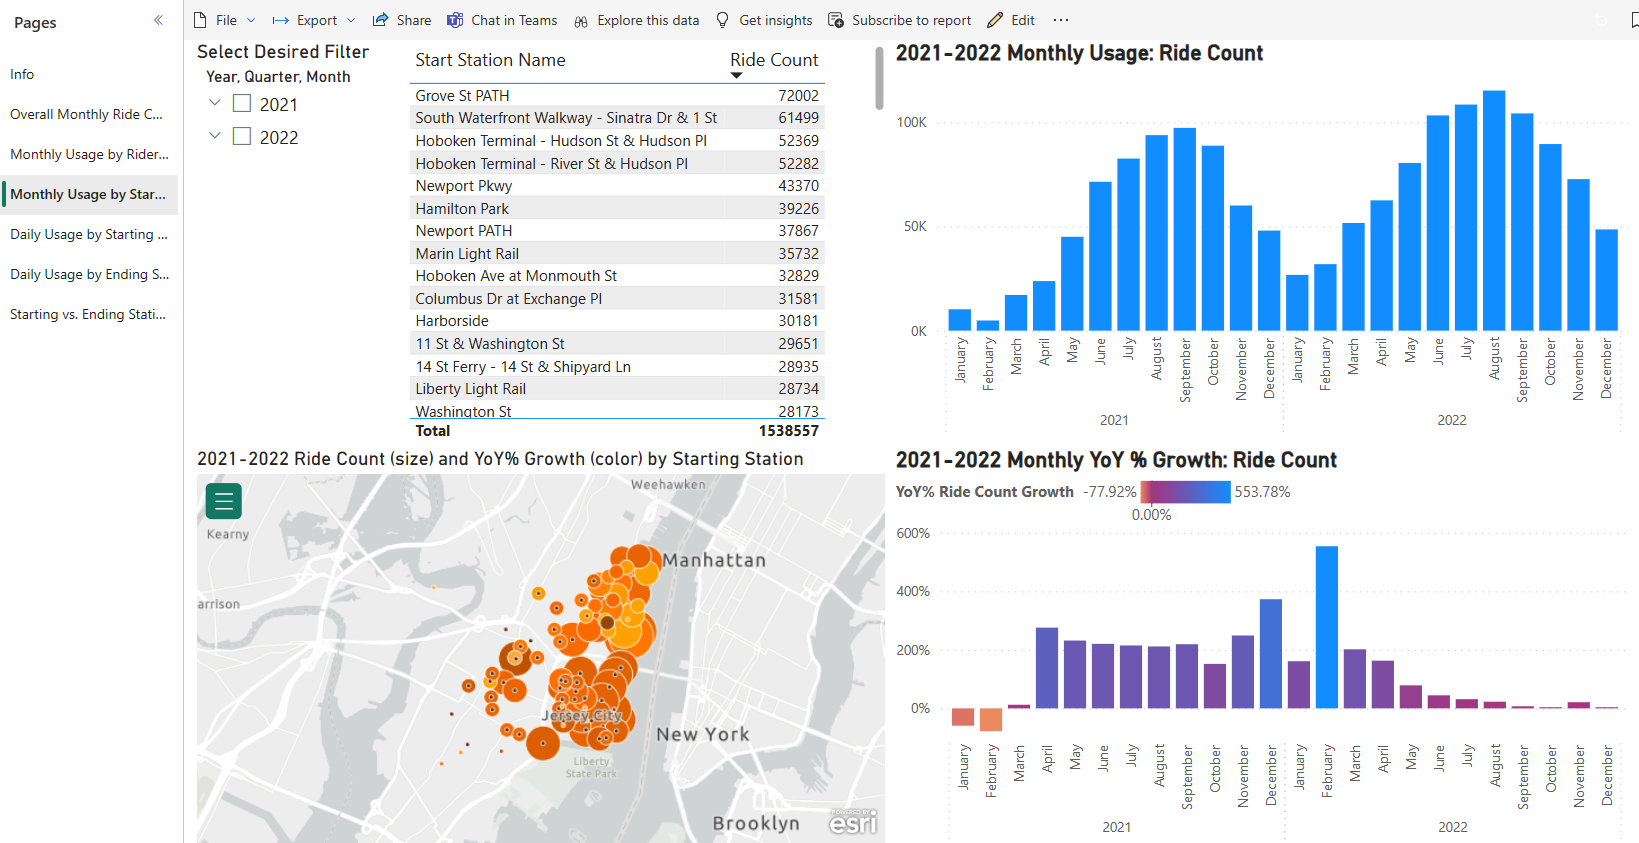 Pages
Info
Overall Monthly Ride C...
Monthly Usage by Rider...
Monthly Usage by Star...
Daily Usage by Starting ...
Daily Usage by Ending S...
Starting vs. Ending Stati...
File Export Share Chat in Teams Explore this data Get insights Subscribe to report Edit ...
Select Desired Filter
Year, Quarter, Month
2021
2022
Start Station Name Ride Count
Grove St PATH 72002
South Waterfront Walkway - Sinatra Dr & 1 St 61499
Hoboken Terminal - Hudson St & Hudson Pl 52369
Hoboken Terminal - River St & Hudson Pl 52282
Newport Pkwy 43370
Hamilton Park 39226
Newport PATH 37867
Marin Light Rail 35732
Hoboken Ave at Monmouth St 32829
Columbus Dr at Exchange Pl 31581
Harborside 30181
11 St & Washington St 29651
14 St Ferry - 14 St & Shipyard Ln 28935
Liberty Light Rail 28734
Washington St 28173
Total 1538557
2021-2022 Monthly Usage: Ride Count
100K
50K
0K
January February March April May June July August September October November December January February March April May June July August September October November December
2021 2022
2021-2022 Ride Count (size) and YoY% Growth (color) by Starting Station
Weehawken
Kearny
Manhattan
arrison
Jersey City
New York
Liberty
State Park
Brooklyn
POWERED BY
esri
2021-2022 Monthly YoY % Growth: Ride Count
YoY% Ride Count Growth -77.92% 553.78%
0.00%
600%
400%
200%
0%
January February March April May June July August September October November December January February March April May June July August September October November December
2021 2022